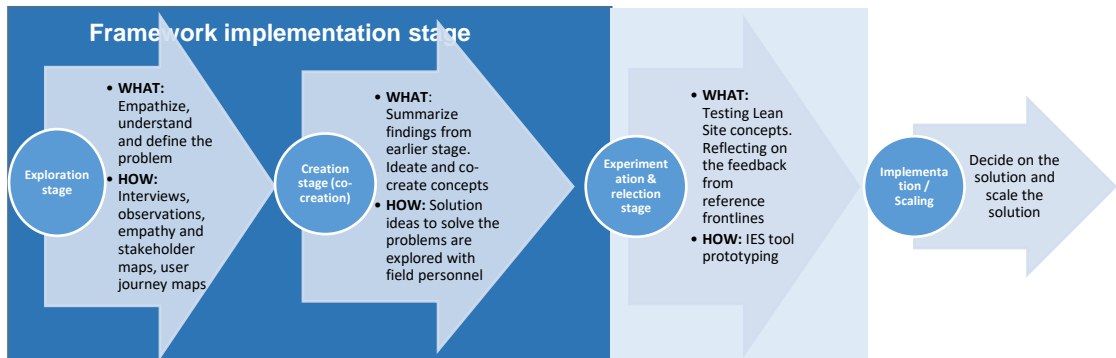 Framework implementation stage
Exploration
stage
• WHAT:
Empathize,
understand
and define the
problem
• HOW:
Interviews,
observations,
empathy and
stakeholder
maps, user
journey maps
Creation
stage (co-
creation)
• WHAT:
Summarize
findings from
earlier stage.
Ideate and co-
create concepts
• HOW: Solution
ideas to solve the
problems are
explored with
field personnel
Experiment
ation &
relection
stage
• WHAT:
Testing Lean
Site concepts.
Reflecting on
the feedback
from
reference
frontlines
• HOW: IES tool
prototyping
Implementa
tion /
Scaling
Decide on the
solution and
scale the
solution